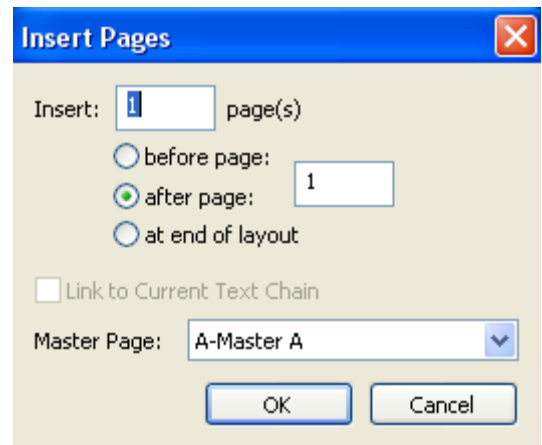 Insert Pages
Insert: 1 page(s)
before page:
after page: 1
at end of layout
Link to Current Text Chain
Master Page: A-Master A
OK Cancel